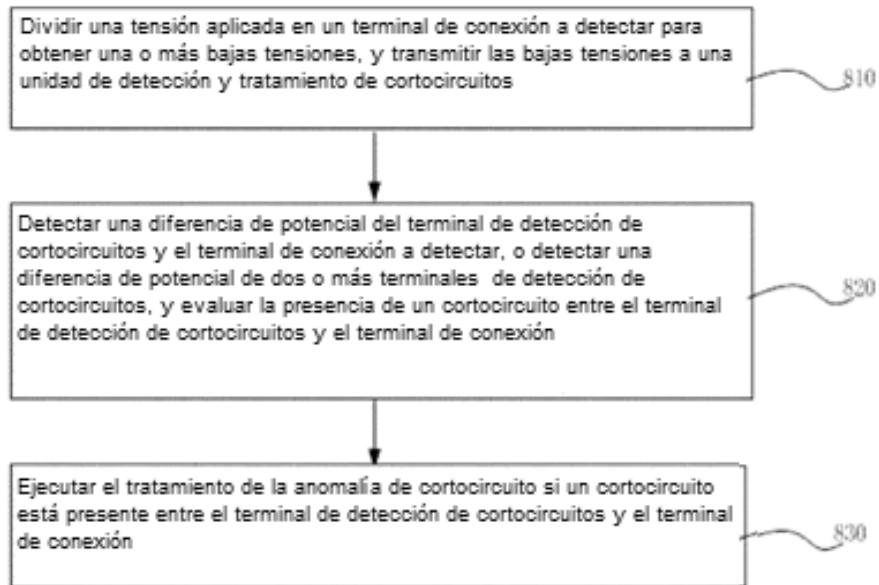 Dividir una tensión aplicada en un terminal de conexión a detectar para
obtener una o más bajas tensiones, y transmitir las bajas tensiones a una
unidad de detección y tratamiento de cortocircuitos
810
Detectar una diferencia de potencial del terminal de detección de
cortocircuitos y el terminal de conexión a detectar, o detectar una
diferencia de potencial de dos o más terminales de detección de
cortocircuitos, y evaluar la presencia de un cortocircuito entre el terminal
de detección de cortocircuitos y el terminal de conexión
820
Ejecutar el tratamiento de la anomalía de cortocircuito si un cortocircuito
está presente entre el terminal de detección de cortocircuitos y el terminal
de conexión
830